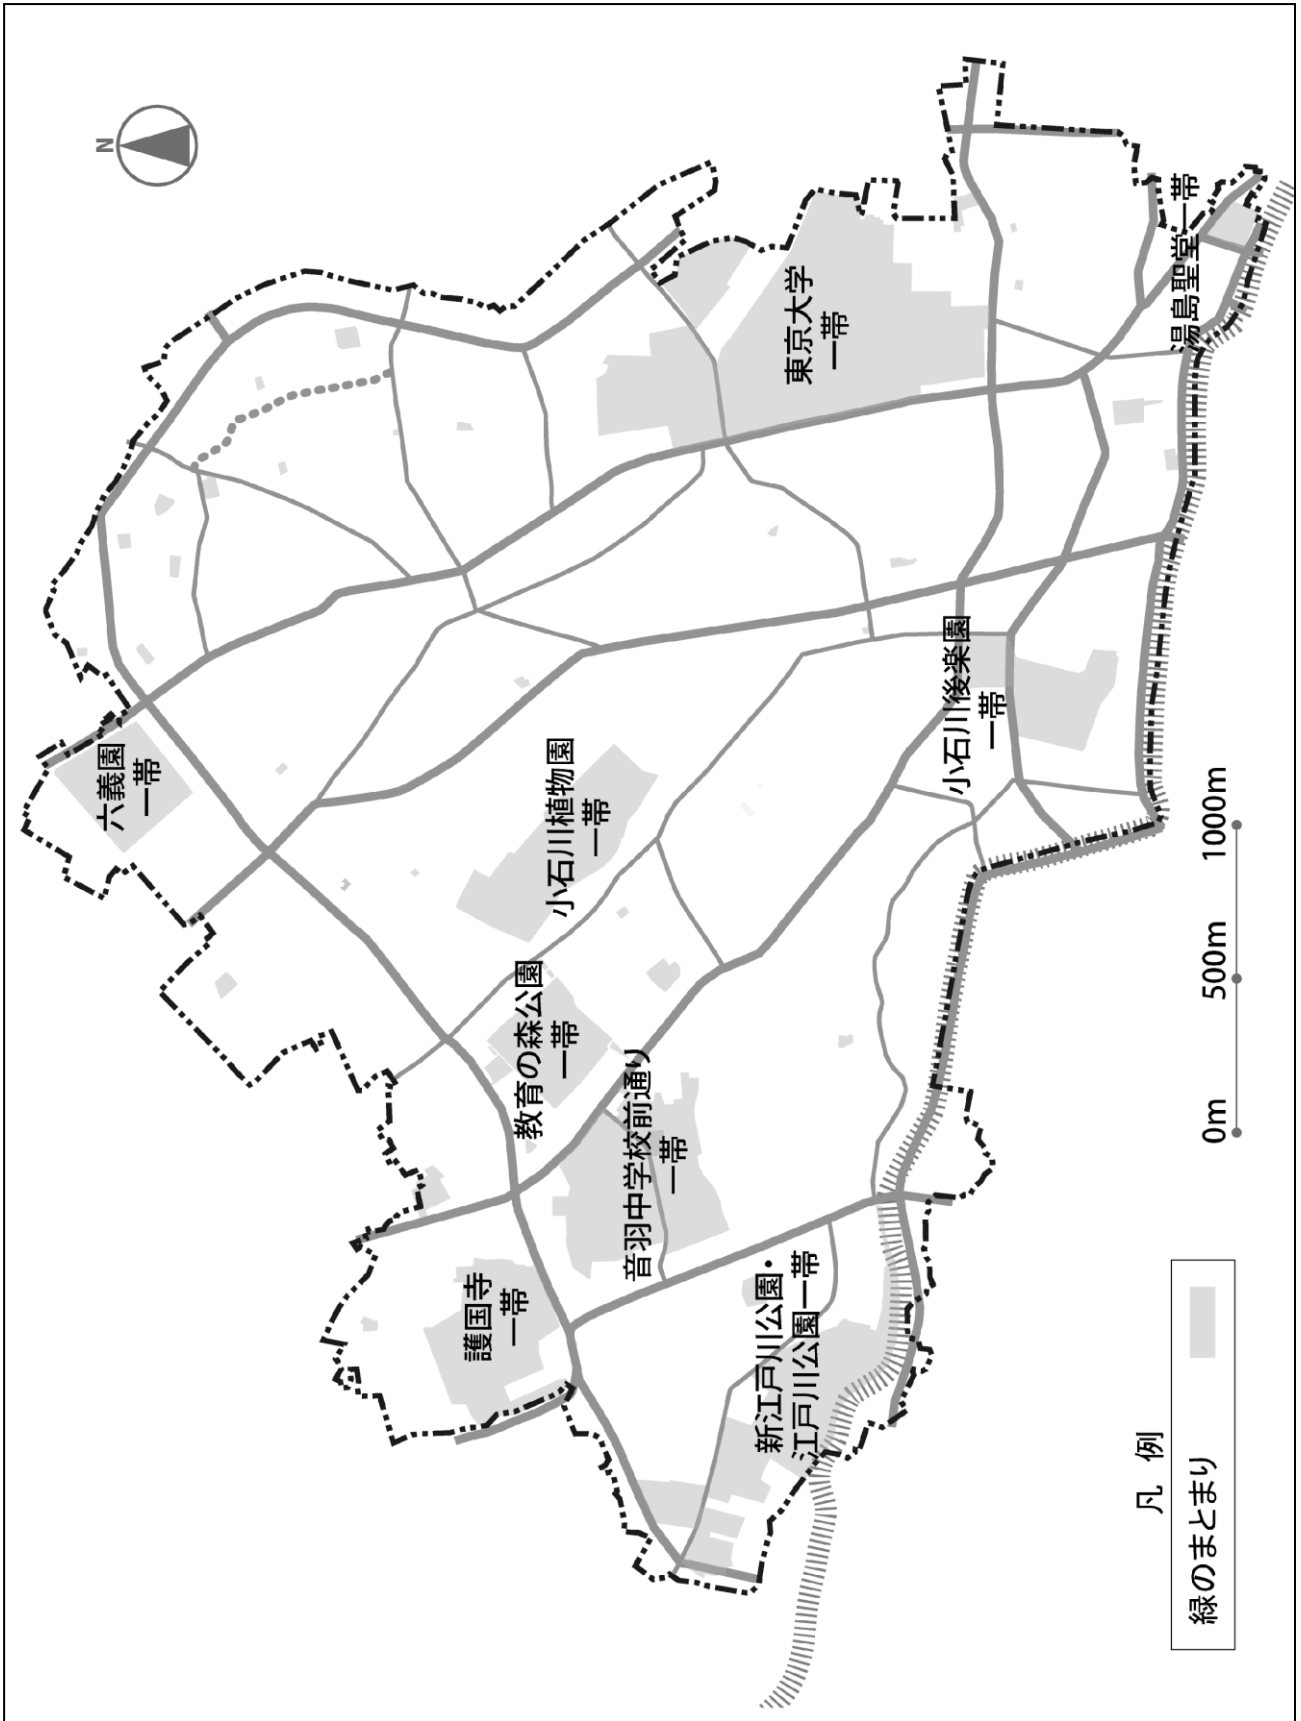 N
六義園
一帯
護国寺
一帯
教育の森公園
一帯
小石川植物園
一帯
音羽中学校前通り
一帯
新江戸川公園・
江戸川公園一帯
東京大学
一帯
小石川後楽園
一帯
湯島聖堂一帯
凡 例
緑のまとまり
0m 500m 1000m